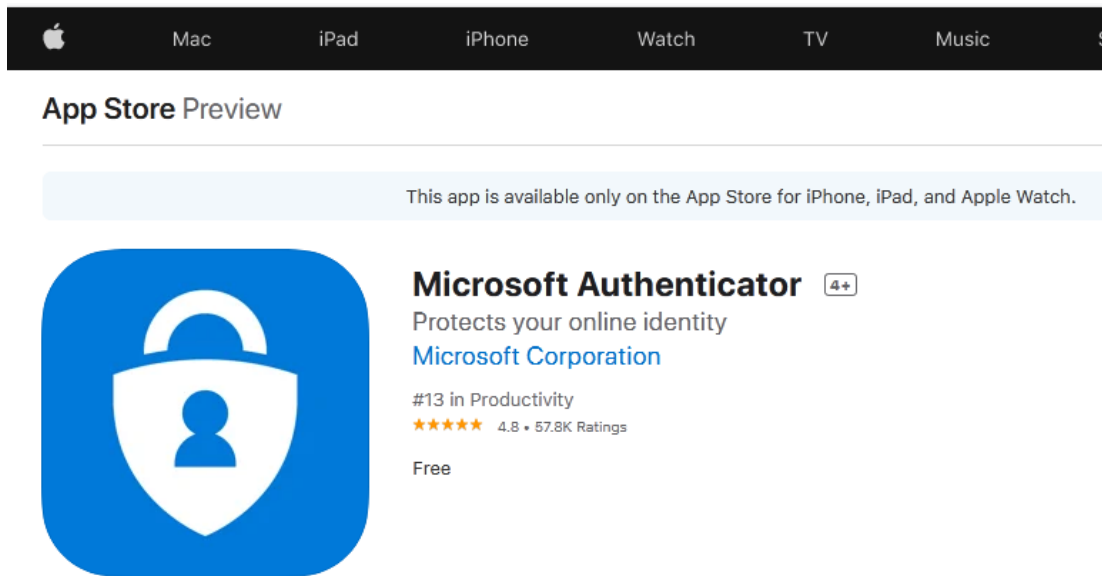 Mac iPad iPhone Watch TV Music
App Store Preview
This app is available only on the App Store for iPhone, iPad, and Apple Watch.
Microsoft Authenticator 4+
Protects your online identity
Microsoft Corporation
#13 in Productivity
★★★★★ 4.8 • 57.8K Ratings
Free